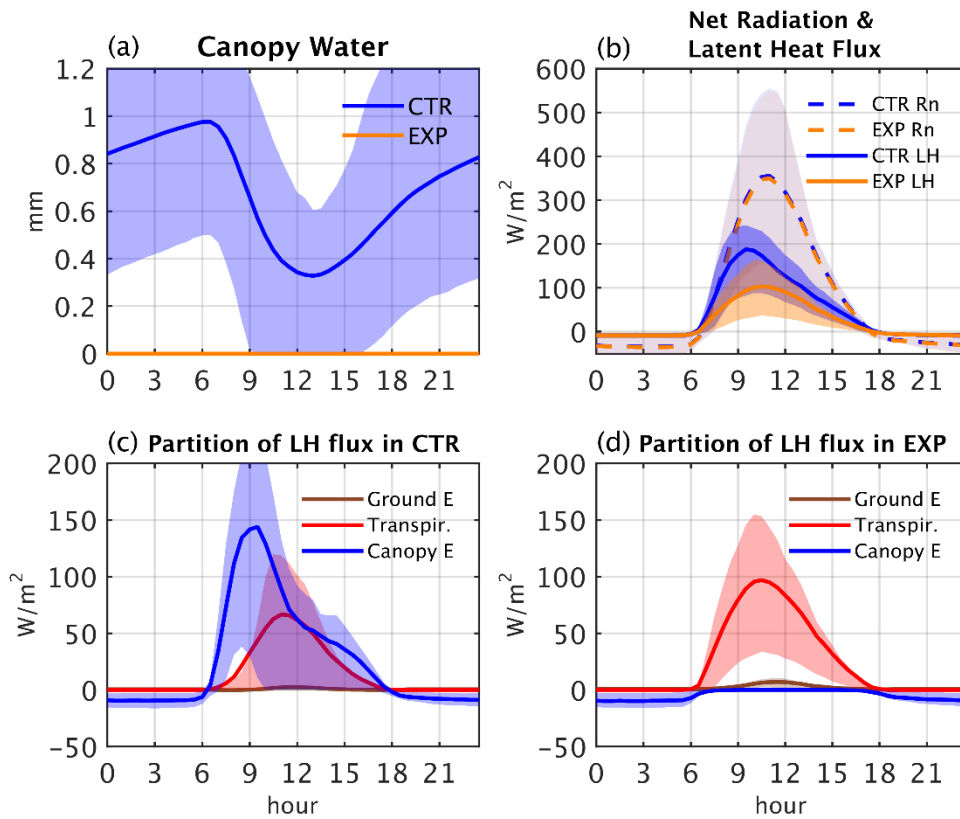 (a) Canopy Water
1.2
1
0.8
0.6
0.4
0.2
0
mm
CTR
EXP
0 3 6 9 12 15 18 21
(b) Net Radiation &
Latent Heat Flux
600
500
400
300
200
100
0
W/m²
CTR Rn
EXP Rn
CTR LH
EXP LH
0 3 6 9 12 15 18 21
(c) Partition of LH flux in CTR
200
150
100
50
0
-50
W/m²
Ground E
Transpir.
Canopy E
0 3 6 9 12 15 18 21
hour
(d) Partition of LH flux in EXP
200
150
100
50
0
-50
W/m²
Ground E
Transpir.
Canopy E
0 3 6 9 12 15 18 21
hour